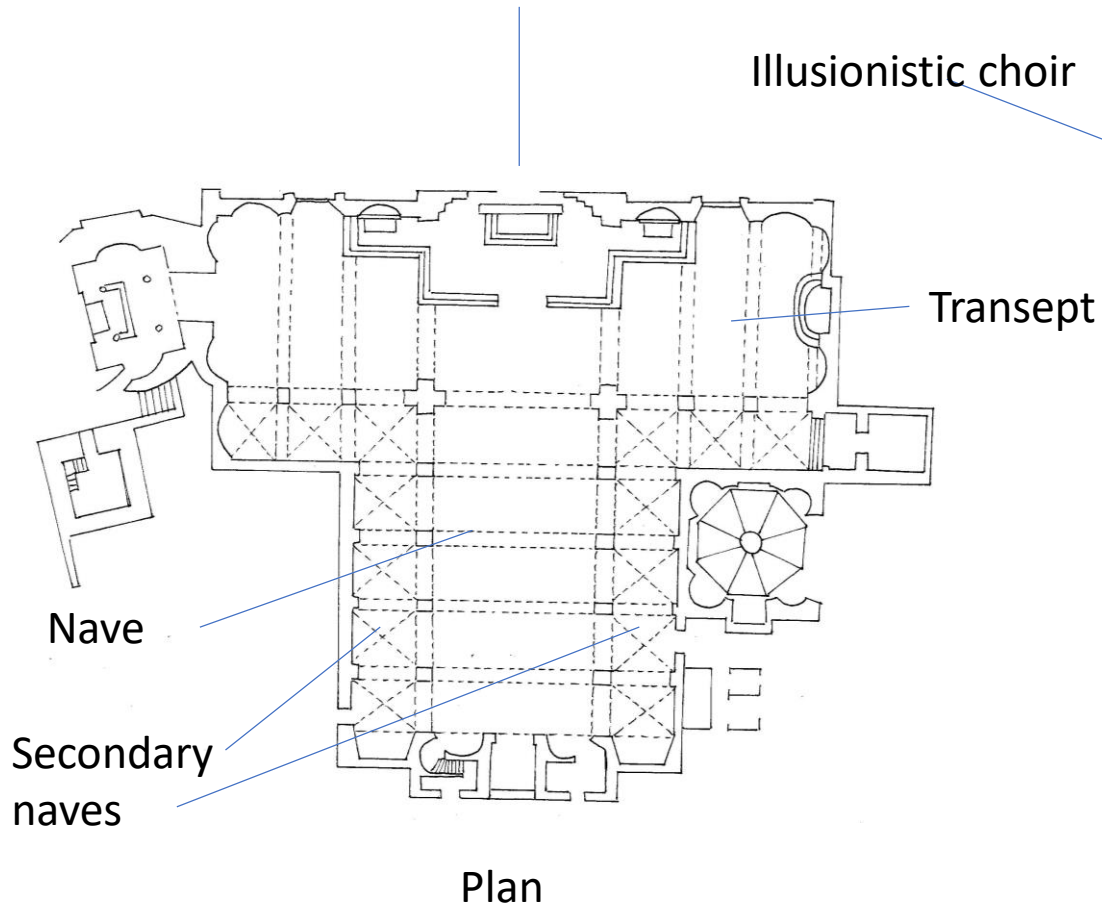 Illusionistic choir
Transept
Nave
Secondary
naves
Plan